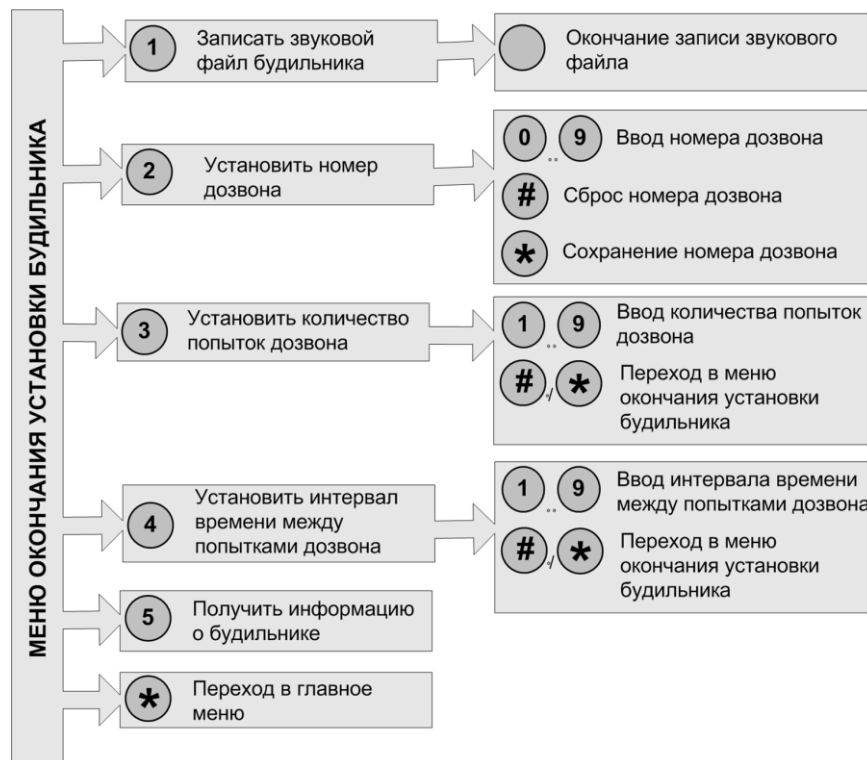 МЕНЮ ОКОНЧАНИЯ УСТАНОВКИ БУДИЛЬНИКА
1
Записать звуковой
файл будильника
Окончание записи звукового
файла
2
Установить номер
дозвона
0 .. 9
Ввод номера дозвона
#
Сброс номера дозвона
*
Сохранение номера дозвона
3
Установить количество
попыток дозвона
1 .. 9
Ввод количества попыток
дозвона
# / *
Переход в меню
окончания установки
будильника
4
Установить интервал
времени между
попытками дозвона
1 .. 9
Ввод интервала времени
между попытками дозвона
# / *
Переход в меню
окончания установки
будильника
5
Получить информацию
о будильнике
*
Переход в главное
меню